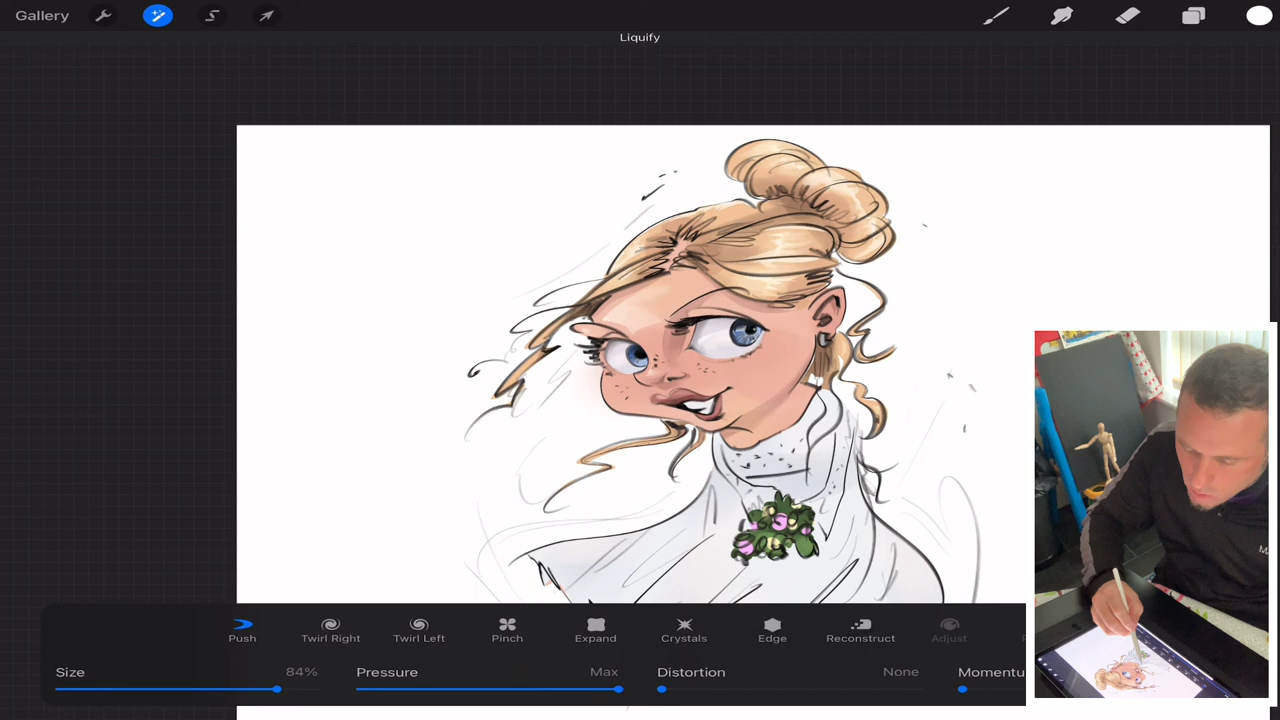 Gallery
Liquify
Push
Twirl Right
Twirl Left
Pinch
Expand
Crystals
Edge
Reconstruct
Adjust
Size 84%
Pressure Max
Distortion None
Momentu